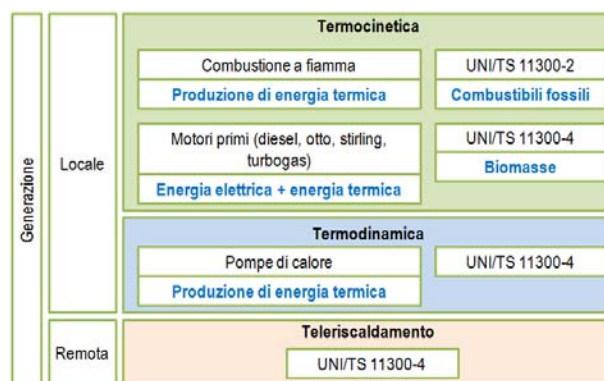 Generazione
Locale
Termocinetica
Combustione a fiamma
Produzione di energia termica
UNI/TS 11300-2
Combustibili fossili
Motori primi (diesel, otto, stirling,
turbogas)
Energia elettrica + energia termica
UNI/TS 11300-4
Biomasse
Termodinamica
Pompe di calore
Produzione di energia termica
UNI/TS 11300-4
Remota
Teleriscaldamento
UNI/TS 11300-4